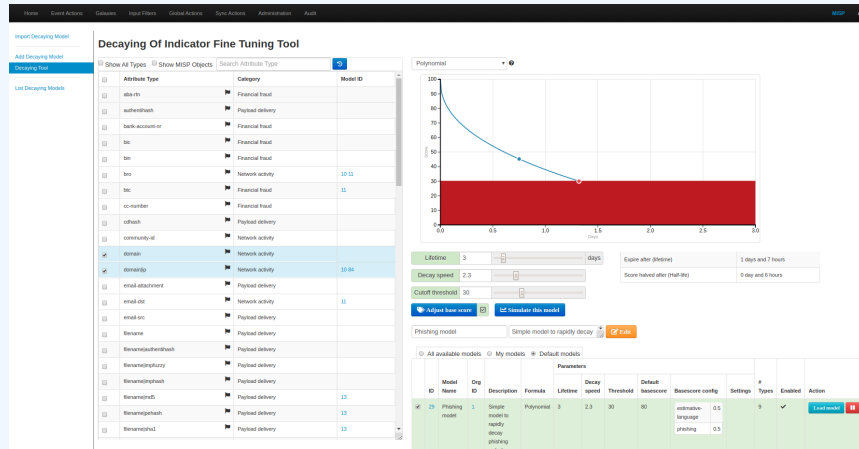 Home Event Actions Galaxies Input Filters Global Actions Sync Actions Administration Audit MISP
Import Decaying Model
Add Decaying Model
Decaying Tool
List Decaying Models
Decaying Of Indicator Fine Tuning Tool
Show All Types Show MISP Objects Search Attribute Type
Attribute Type Category Model ID
aba-rtn Financial fraud
authentihash Payload delivery
bank-account-nr Financial fraud
bic Financial fraud
bin Financial fraud
bro Network activity 10 11
btc Financial fraud 11
cc-number Financial fraud
cdhash Payload delivery
community-id Network activity
domain Network activity
domain|ip Network activity 10 84
email-attachment Payload delivery
email-dst Network activity 11
email-src Payload delivery
filename Payload delivery
filename|authentihash Payload delivery
filename|impfuzzy Payload delivery
filename|imphash Payload delivery
filename|md5 Payload delivery 13
filename|pehash Payload delivery 13
filename|sha1 Payload delivery 13
Polynomial
100
90
80
70
60
50
40
30
20
10
0
Score
0.0 0.5 1.0 1.5 2.0 2.5 3.0
Days
Lifetime 3 days
Decay speed 2.3
Cutoff threshold 30
Expire after (lifetime) 1 days and 7 hours
Score halved after (Half-life) 0 day and 6 hours
Adjust base score Simulate this model
Phishing model Simple model to rapidly decay Edit
All available models My models Default models
Parameters
ID Model Name Org ID Description Formula Lifetime Decay speed Threshold Default basescore Basescore config Settings # Types Enabled Action
29 Phishing model 1 Simple model to rapidly decay phishing Polynomial 3 2.3 30 80 estimative-language 0.5 phishing 0.5 9 Load model